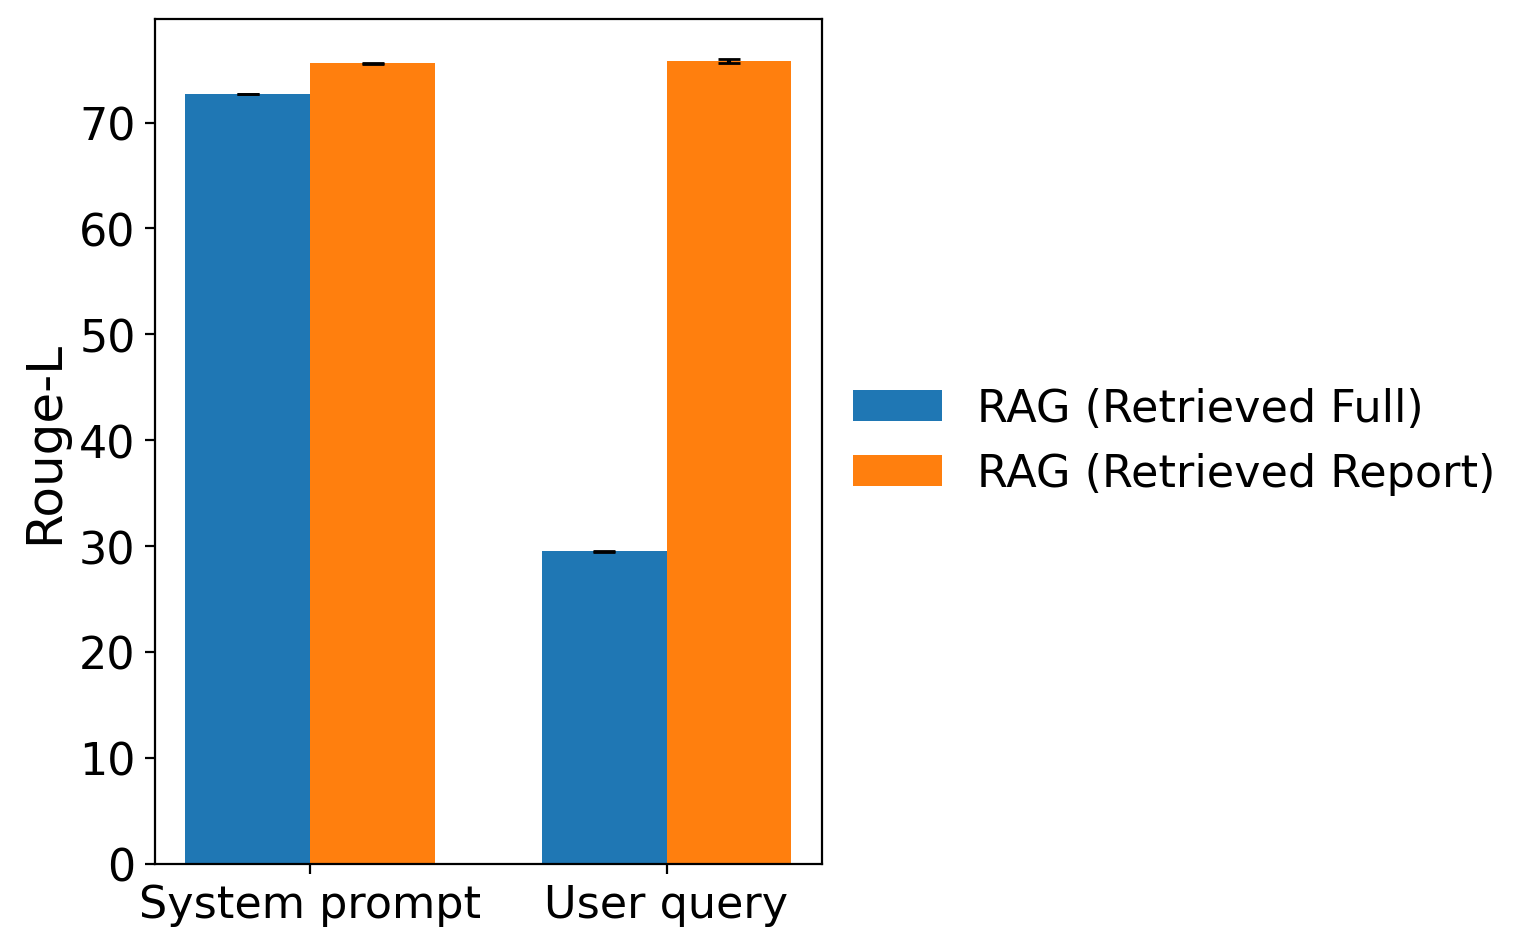 Rouge-L
70
60
50
40
30
20
10
0
System prompt
User query
RAG (Retrieved Full)
RAG (Retrieved Report)